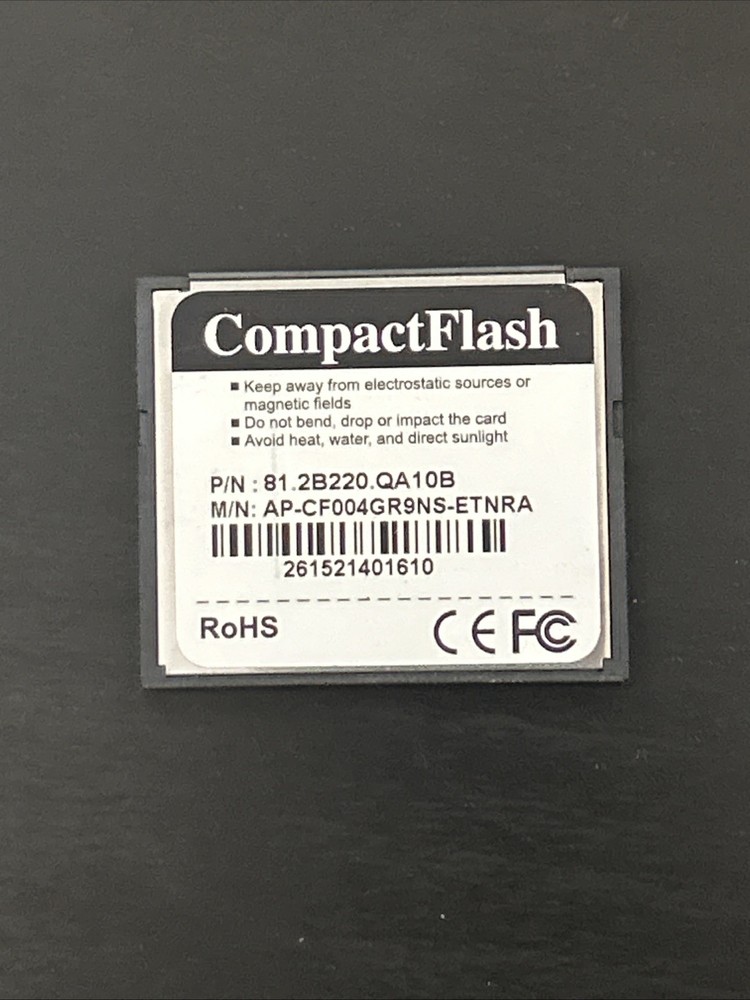 CompactFlash
■ Keep away from electrostatic sources or
magnetic fields
■ Do not bend, drop or impact the card
■ Avoid heat, water, and direct sunlight
P/N : 81.2B220.QA10B
M/N: AP-CF004GR9NS-ETNRA
261521401610
RoHS CE FC